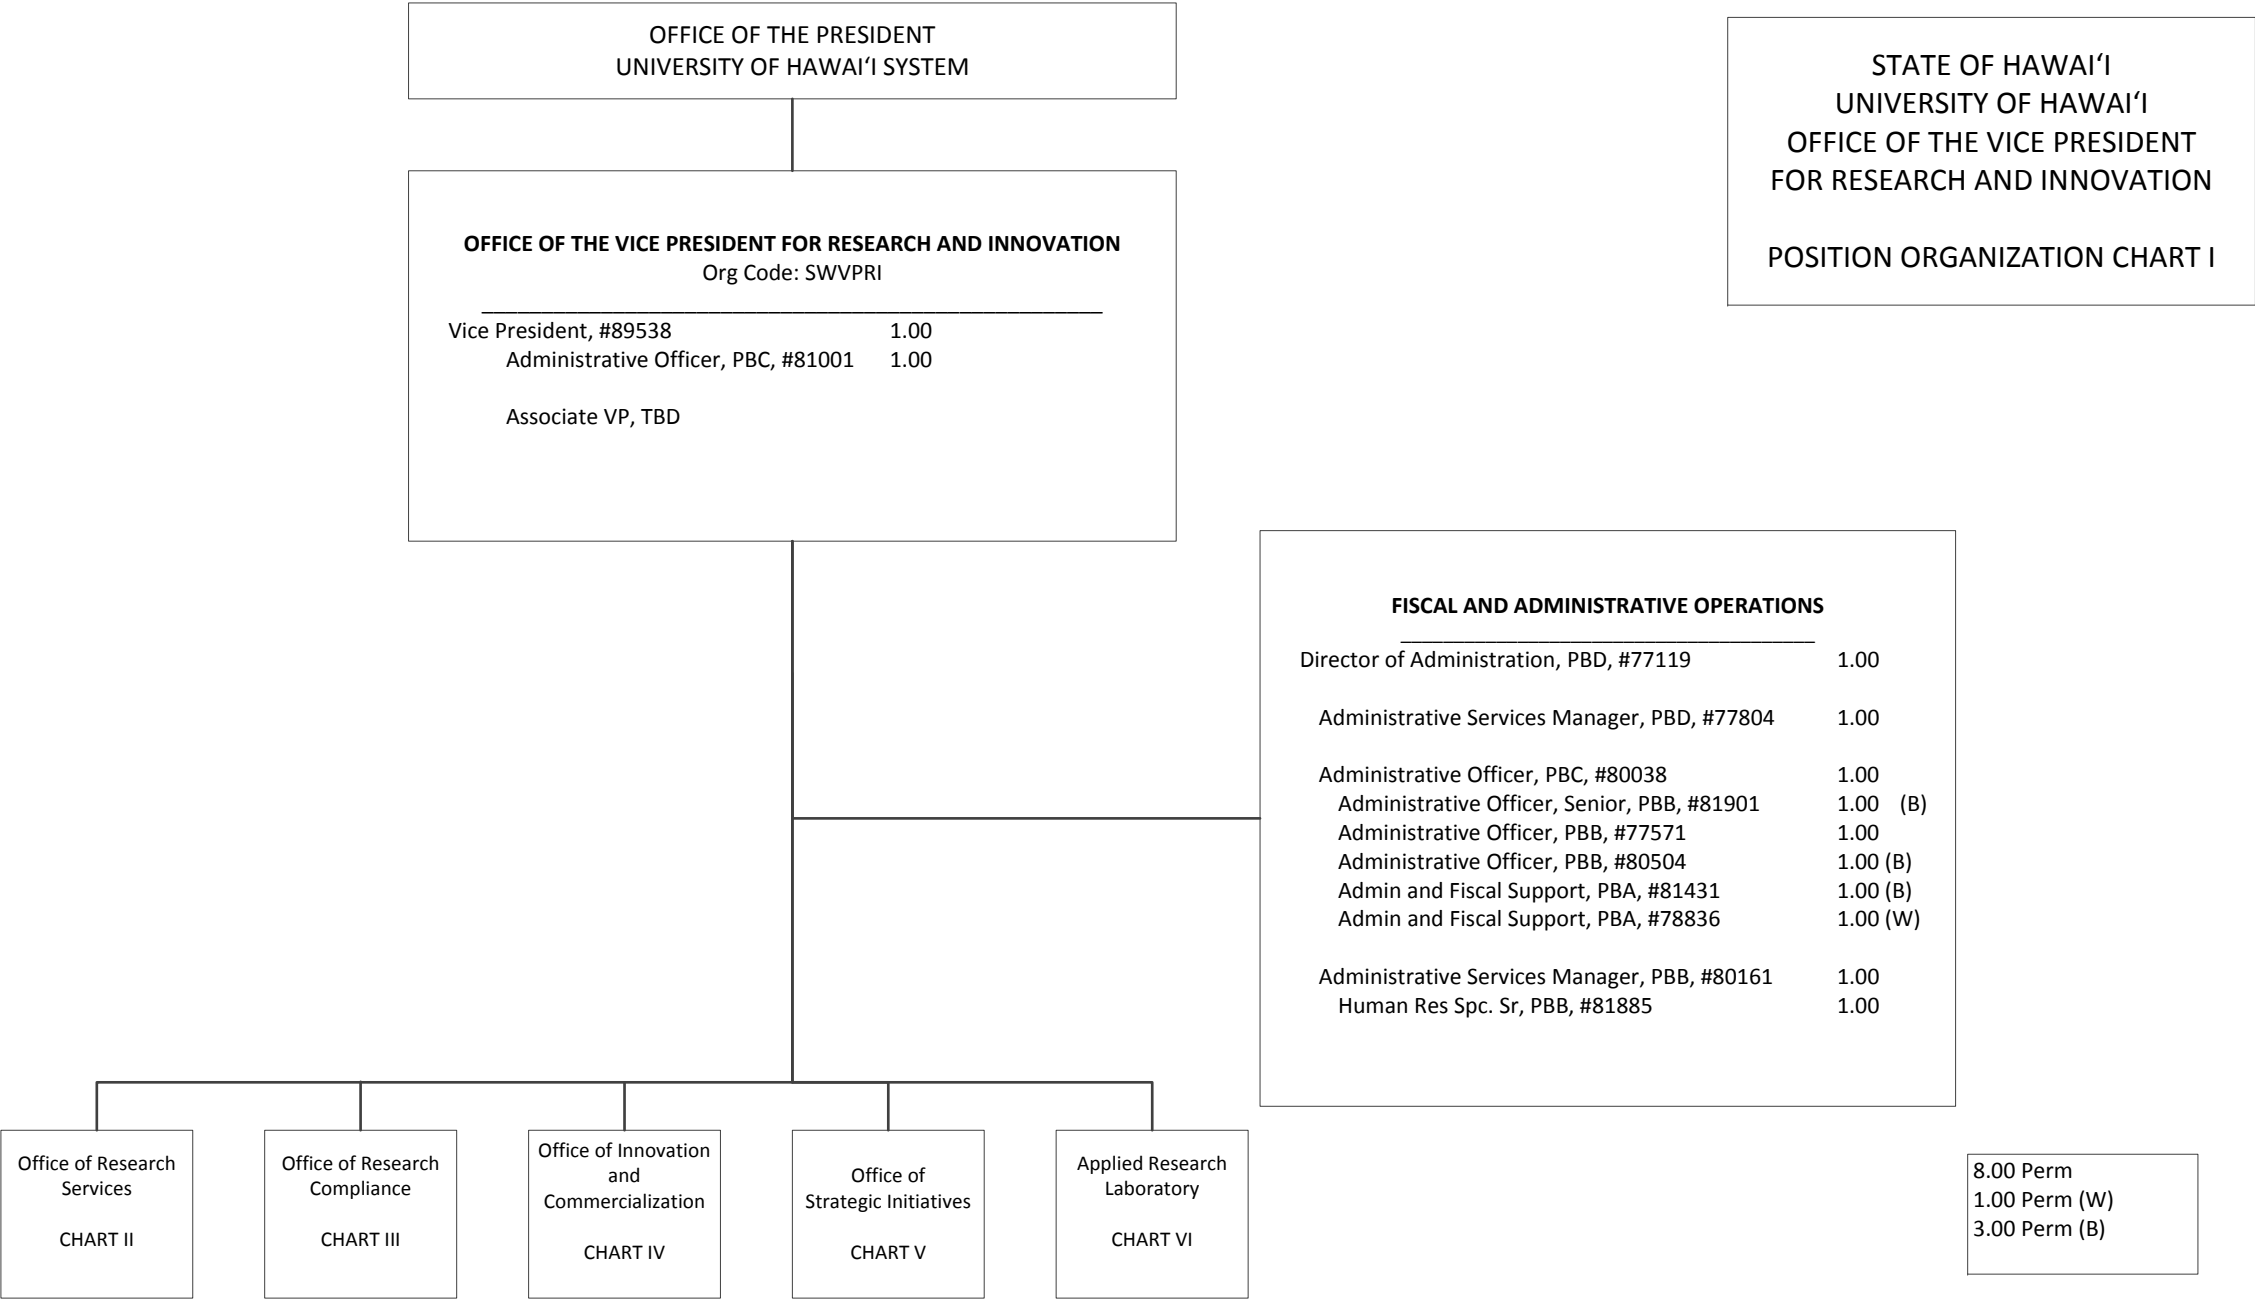 OFFICE OF THE PRESIDENT
UNIVERSITY OF HAWAIʻI SYSTEM
STATE OF HAWAIʻI
UNIVERSITY OF HAWAIʻI
OFFICE OF THE VICE PRESIDENT
FOR RESEARCH AND INNOVATION
POSITION ORGANIZATION CHART I
OFFICE OF THE VICE PRESIDENT FOR RESEARCH AND INNOVATION
Org Code: SWVPRI
Vice President, #89538 1.00
Administrative Officer, PBC, #81001 1.00
Associate VP, TBD
FISCAL AND ADMINISTRATIVE OPERATIONS
Director of Administration, PBD, #77119 1.00
Administrative Services Manager, PBD, #77804 1.00
Administrative Officer, PBC, #80038 1.00
Administrative Officer, Senior, PBB, #81901 1.00 (B)
Administrative Officer, PBB, #77571 1.00
Administrative Officer, PBB, #80504 1.00 (B)
Admin and Fiscal Support, PBA, #81431 1.00 (B)
Admin and Fiscal Support, PBA, #78836 1.00 (W)
Administrative Services Manager, PBB, #80161 1.00
Human Res Spc. Sr, PBB, #81885 1.00
Office of Research
Services
CHART II
Office of Research
Compliance
CHART III
Office of Innovation
and
Commercialization
CHART IV
Office of
Strategic Initiatives
CHART V
Applied Research
Laboratory
CHART VI
8.00 Perm
1.00 Perm (W)
3.00 Perm (B)